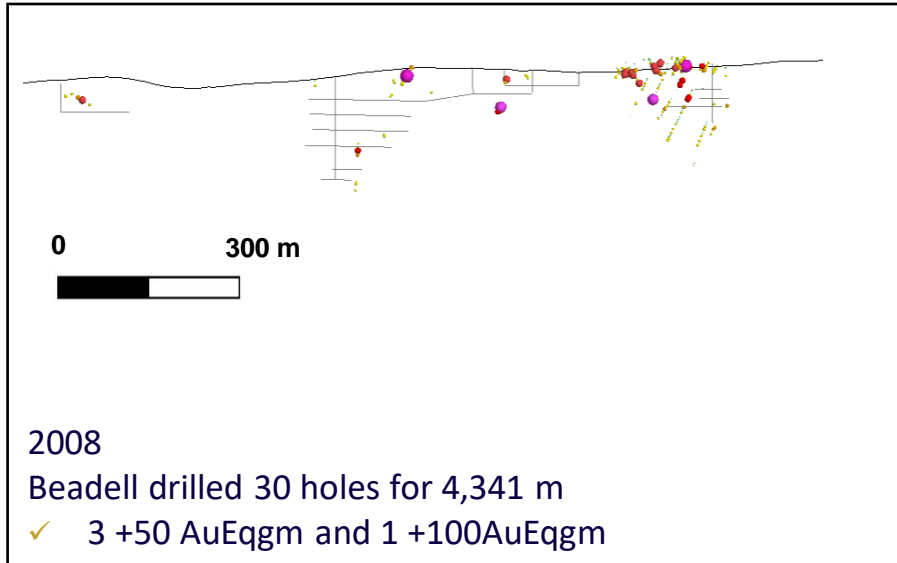 0 300 m
2008
Beadell drilled 30 holes for 4,341 m
✓ 3 +50 AuEqgm and 1 +100AuEqgm